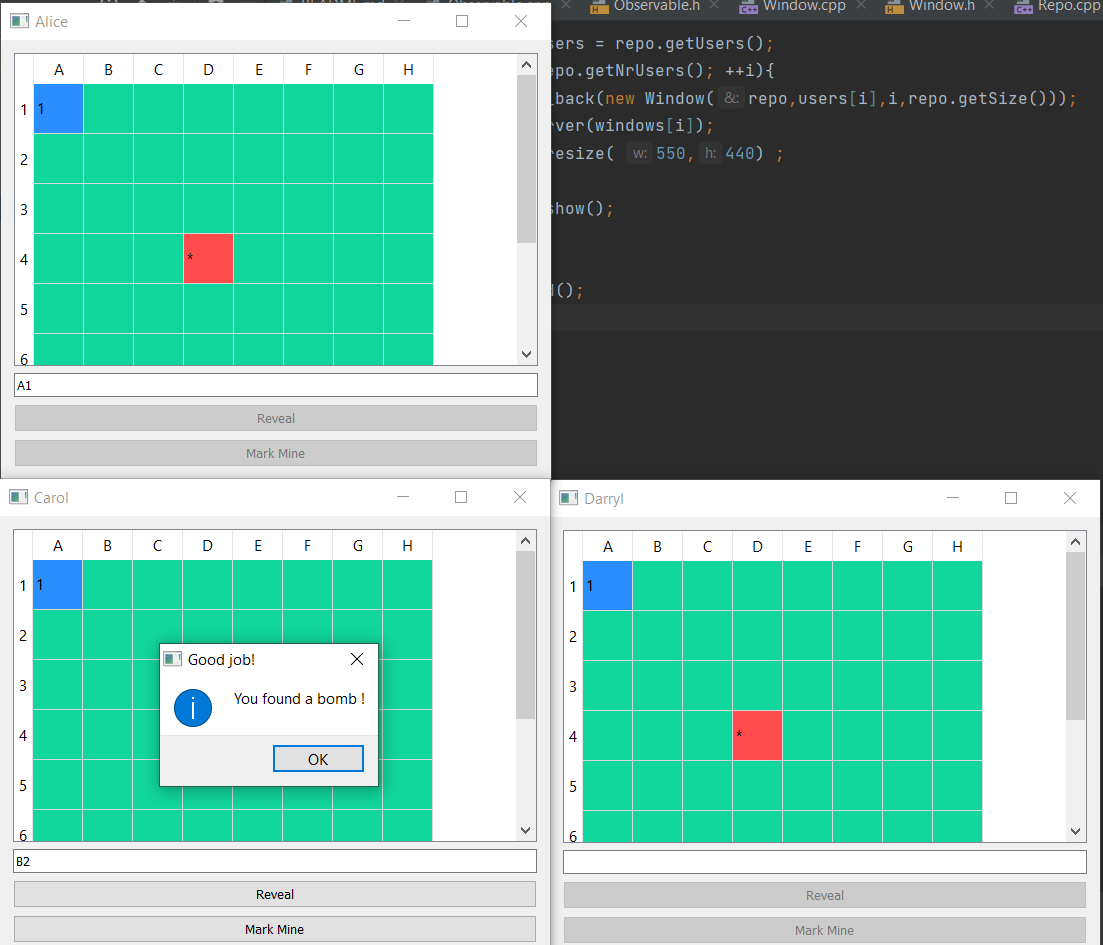 Alice
A B C D E F G H
1 1
2
3
4 *
5
6
A1
Reveal
Mark Mine
Observable.h Window.cpp Window.h Repo.cpp
sers = repo.getUsers();
epo.getNrUsers(); ++i){
_back(new Window( &: repo,users[i],i,repo.getSize()));
rver(windows[i]);
resize( w: 550, h: 440) ;
show();
();
Carol
A B C D E F G H
1 1
2
3
4
5
6
Good job!
You found a bomb !
OK
B2
Reveal
Mark Mine
Darryl
A B C D E F G H
1 1
2
3
4 *
5
6
Reveal
Mark Mine